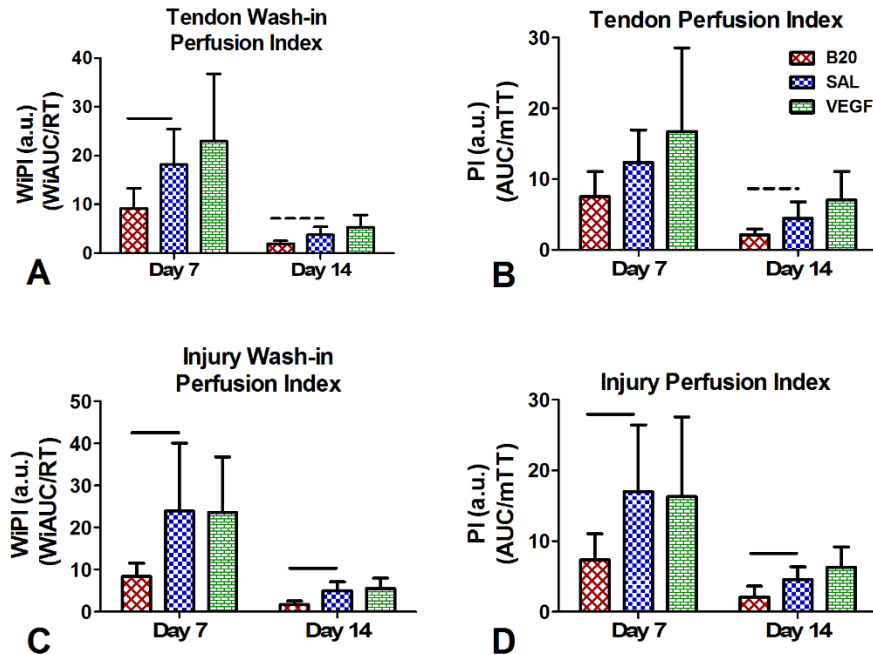 Tendon Wash-in
Perfusion Index
WiPI (a.u.)
(WiAUC/RT)
40
30
20
10
0
Day 7
Day 14
A
Tendon Perfusion Index
PI (a.u.)
(AUC/mTT)
30
20
10
0
Day 7
Day 14
B20
SAL
VEGF
B
Injury Wash-in
Perfusion Index
WiPI (a.u.)
(WiAUC/RT)
50
40
30
20
10
0
Day 7
Day 14
C
Injury Perfusion Index
PI (a.u.)
(AUC/mTT)
30
20
10
0
Day 7
Day 14
D